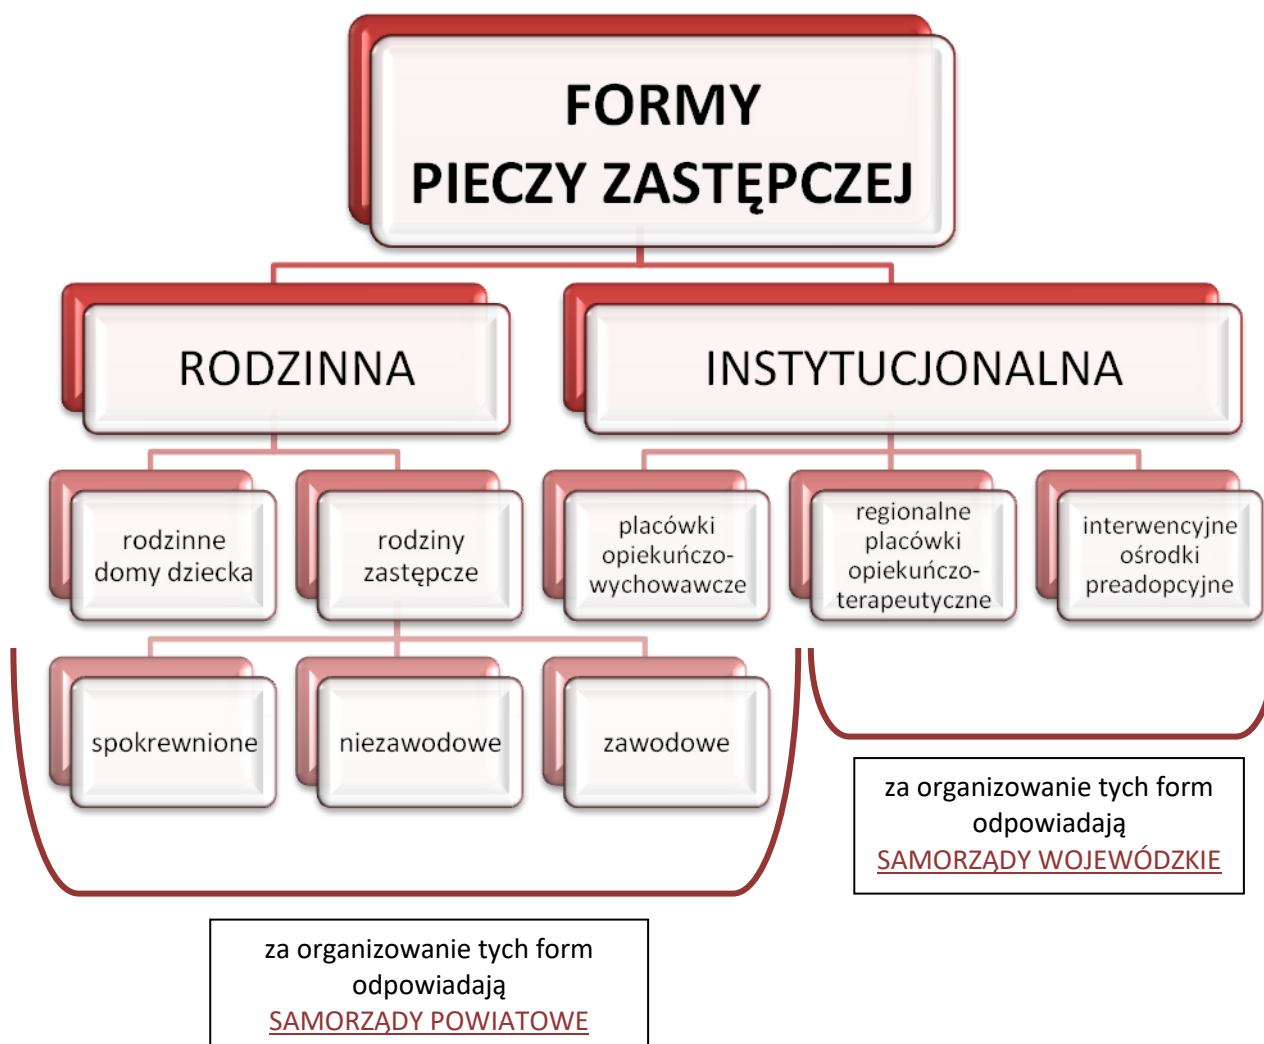 FORMY
PIECZY ZASTĘPCZEJ
RODZINNA
INSTYTUCJONALNA
rodzinne
domy dziecka
rodziny
zastępcze
placówki
opiekuńczo-
wychowawcze
regionalne
placówki
opiekuńczo-
terapeutyczne
interwencyjne
ośrodki
preadopcyjne
spokrewnione
niezawodowe
zawodowe
za organizowanie tych form
odpowiadają
SAMORZĄDY WOJEWÓDZKIE
za organizowanie tych form
odpowiadają
SAMORZĄDY POWIATOWE